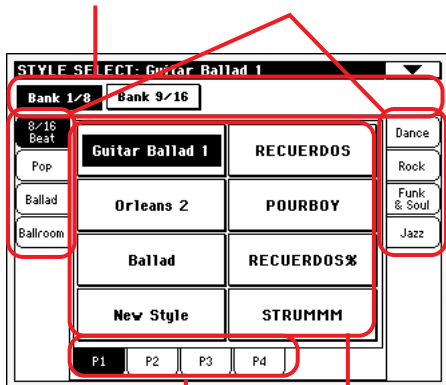 STYLE SELECT: Guitar Ballad 1
Bank 1/8 Bank 9/16
8/16 Beat
Pop
Ballad
Ballroom
Guitar Ballad 1 RECUERDOS
Orleans 2 POURBOY
Ballad RECUERDOS%
New Style STRUMMM
Dance
Rock
Funk & Soul
Jazz
P1 P2 P3 P4